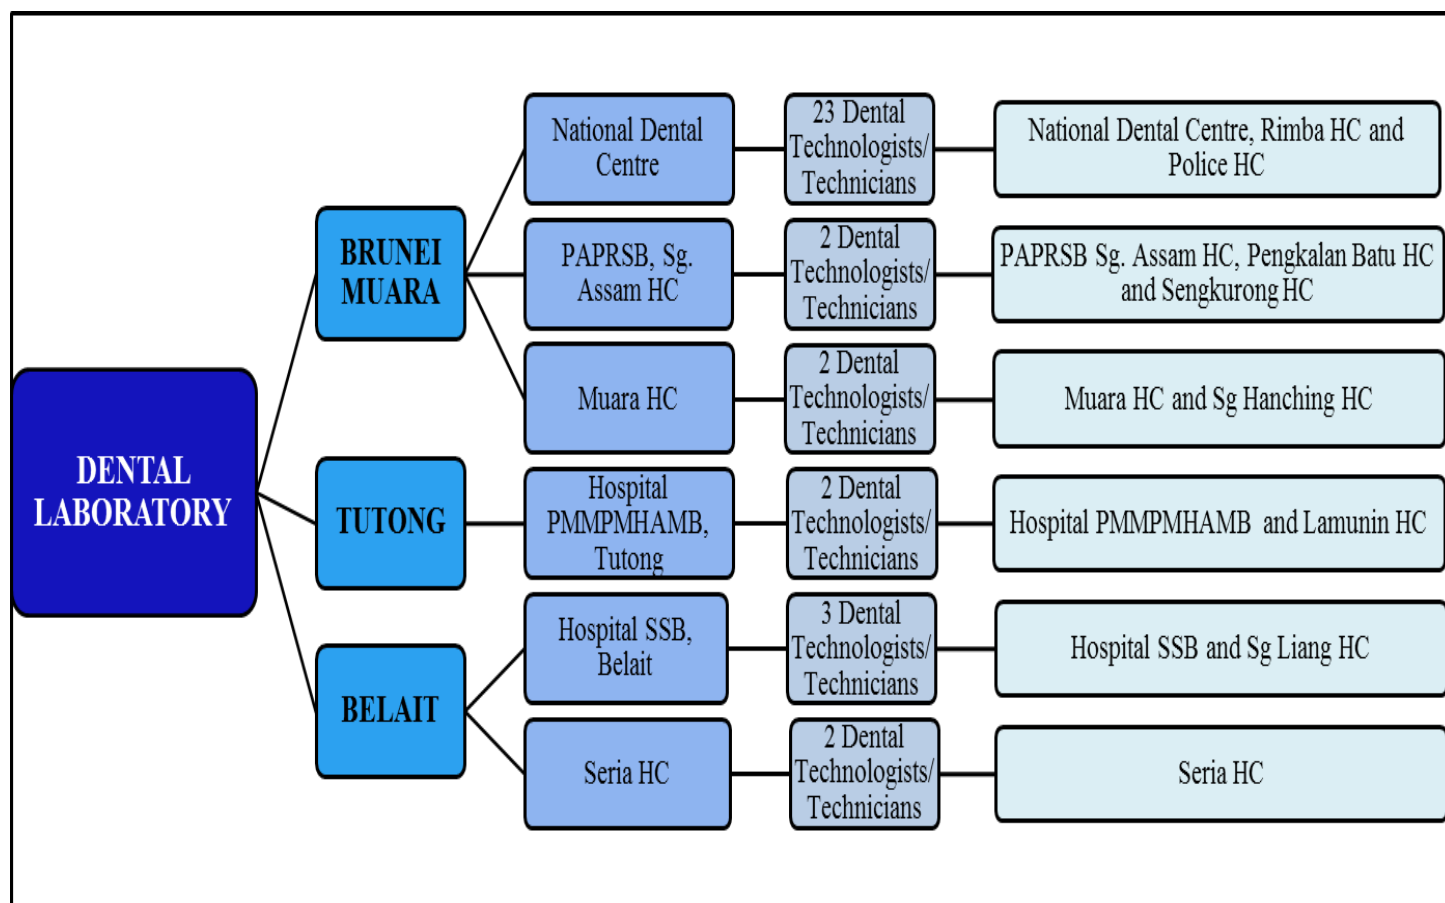 DENTAL
LABORATORY
BRUNEI
MUARA
National Dental
Centre
23 Dental
Technologists/
Technicians
National Dental Centre, Rimba HC and
Police HC
PAPRSB, Sg.
Assam HC
2 Dental
Technologists/
Technicians
PAPRSB Sg. Assam HC, Pengkalan Batu HC
and Sengkurong HC
Muara HC
2 Dental
Technologists/
Technicians
Muara HC and Sg Hanching HC
TUTONG
Hospital
PMMPMHAMB,
Tutong
2 Dental
Technologists/
Technicians
Hospital PMMPMHAMB and Lamunin HC
BELAIT
Hospital SSB,
Belait
3 Dental
Technologists/
Technicians
Hospital SSB and Sg Liang HC
Seria HC
2 Dental
Technologists/
Technicians
Seria HC